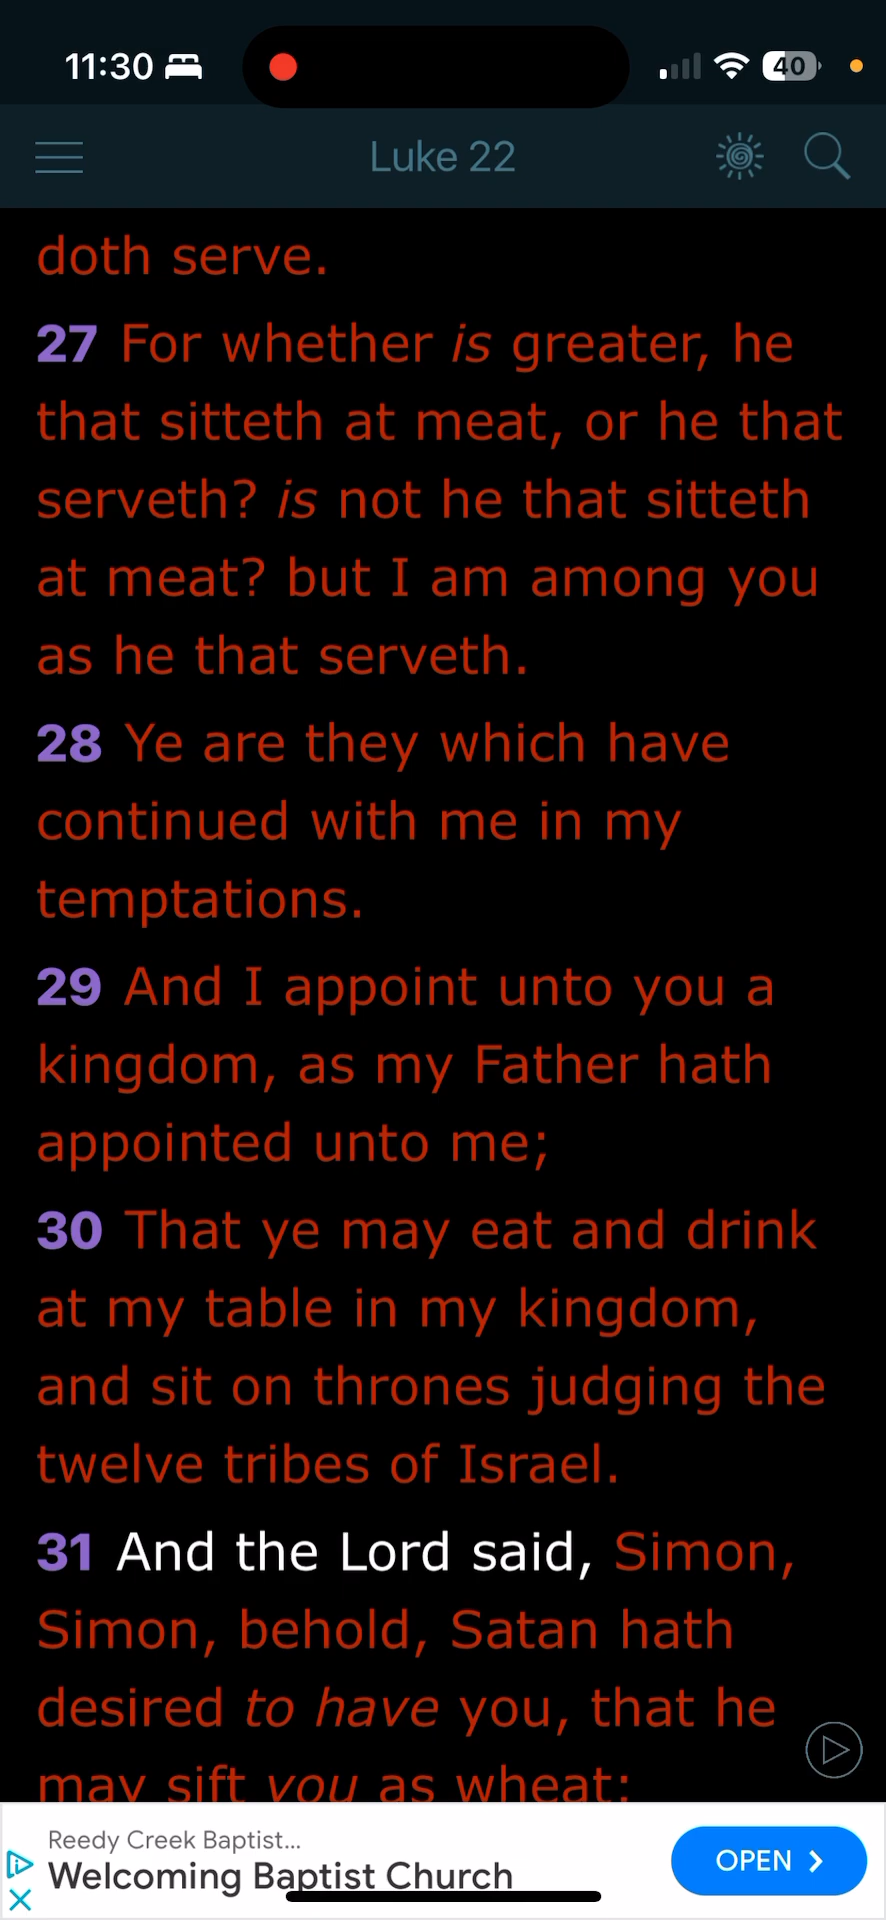 11:30
40
Luke 22
doth serve.
27 For whether is greater, he
that sitteth at meat, or he that
serveth? is not he that sitteth
at meat? but I am among you
as he that serveth.
28 Ye are they which have
continued with me in my
temptations.
29 And I appoint unto you a
kingdom, as my Father hath
appointed unto me;
30 That ye may eat and drink
at my table in my kingdom,
and sit on thrones judging the
twelve tribes of Israel.
31 And the Lord said, Simon,
Simon, behold, Satan hath
desired to have you, that he
may sift you as wheat:
Reedy Creek Baptist...
Welcoming Baptist Church
OPEN